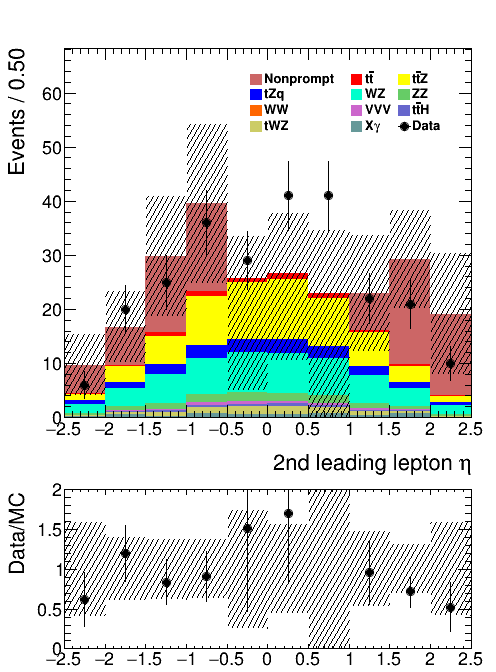 Events / 0.50
60
50
40
30
20
10
0
Nonprompt tt̄ tt̄Z
tZq WZ ZZ
WW VVV tt̄H
tWZ Xγ Data
−2.5 −2 −1.5 −1 −0.5 0 0.5 1 1.5 2 2.5
2nd leading lepton η
Data/MC
2
1.5
1
0.5
0
−2.5 −2 −1.5 −1 −0.5 0 0.5 1 1.5 2 2.5